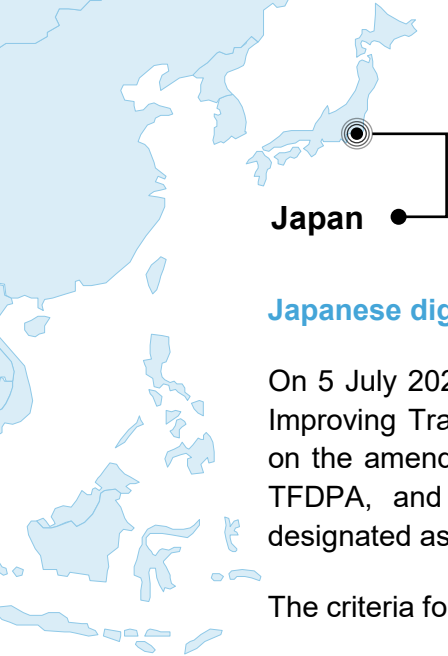 Japan
Japanese dig
On 5 July 202
Improving Tra
on the amend
TFDPA, and
designated as
The criteria fo